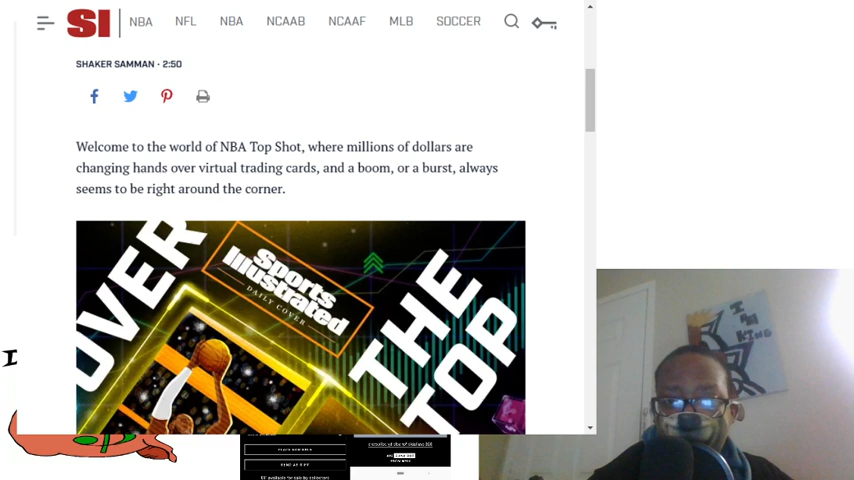 SI
NBA NFL NBA NCAAB NCAAF MLB SOCCER
SHAKER SAMMAN · 2:50
Welcome to the world of NBA Top Shot, where millions of dollars are
changing hands over virtual trading cards, and a boom, or a burst, always
seems to be right around the corner.
OVER
Sports
Illustrated
DAILY COVER
THE
TOP
I AM
KING